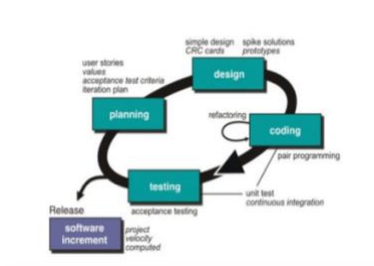 simple design
CRC cards
spike solutions
prototypes
user stories
values
acceptance test criteria
iteration plan
design
planning
refactoring
coding
pair programming
testing
unit test
continuous integration
acceptance testing
Release
software
increment
project
velocity
computed